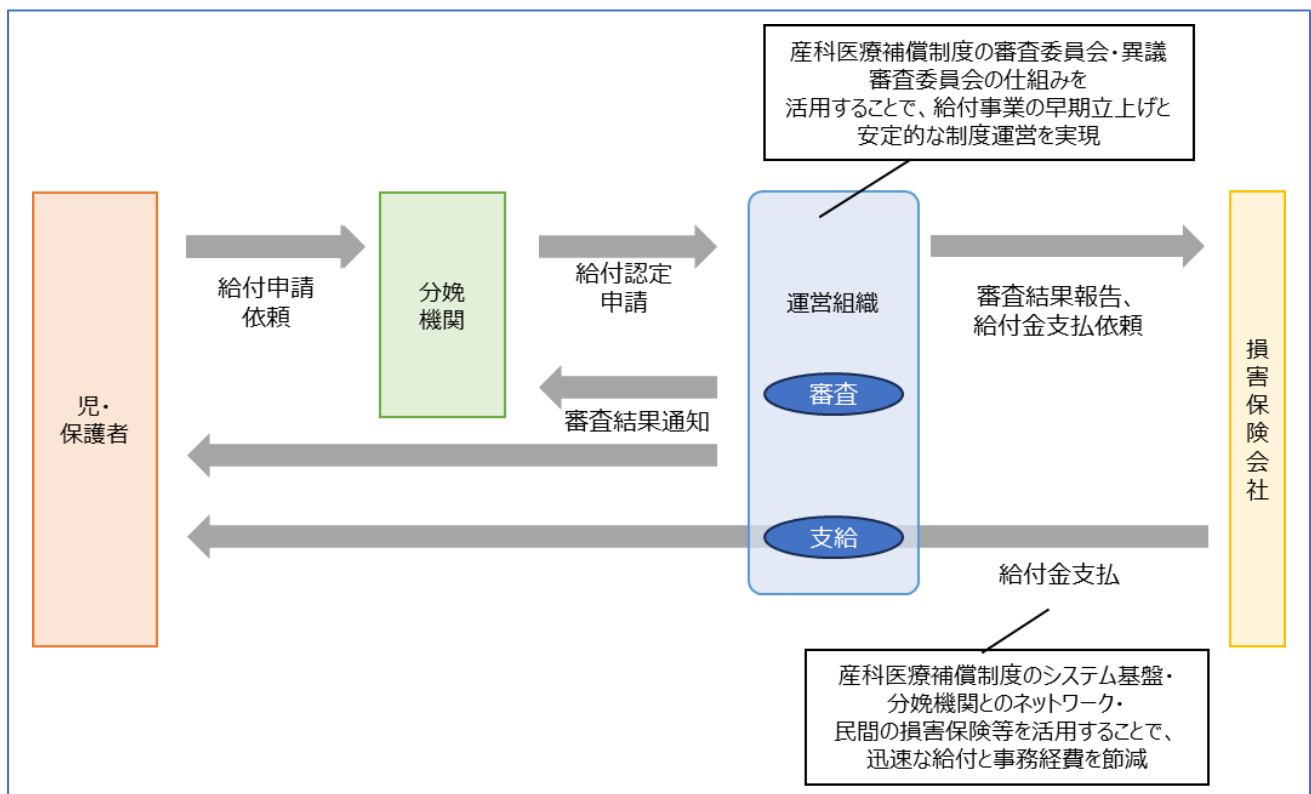 産科医療補償制度の審査委員会・異議
審査委員会の仕組みを
活用することで、給付事業の早期立上げと
安定的な制度運営を実現
児・
保護者
給付申請
依頼
分娩
機関
給付認定
申請
運営組織
審査結果報告、
給付金支払依頼
損
害
保
険
会
社
審査
審査結果通知
支給
給付金支払
産科医療補償制度のシステム基盤・
分娩機関とのネットワーク・
民間の損害保険等を活用することで、
迅速な給付と事務経費を節減